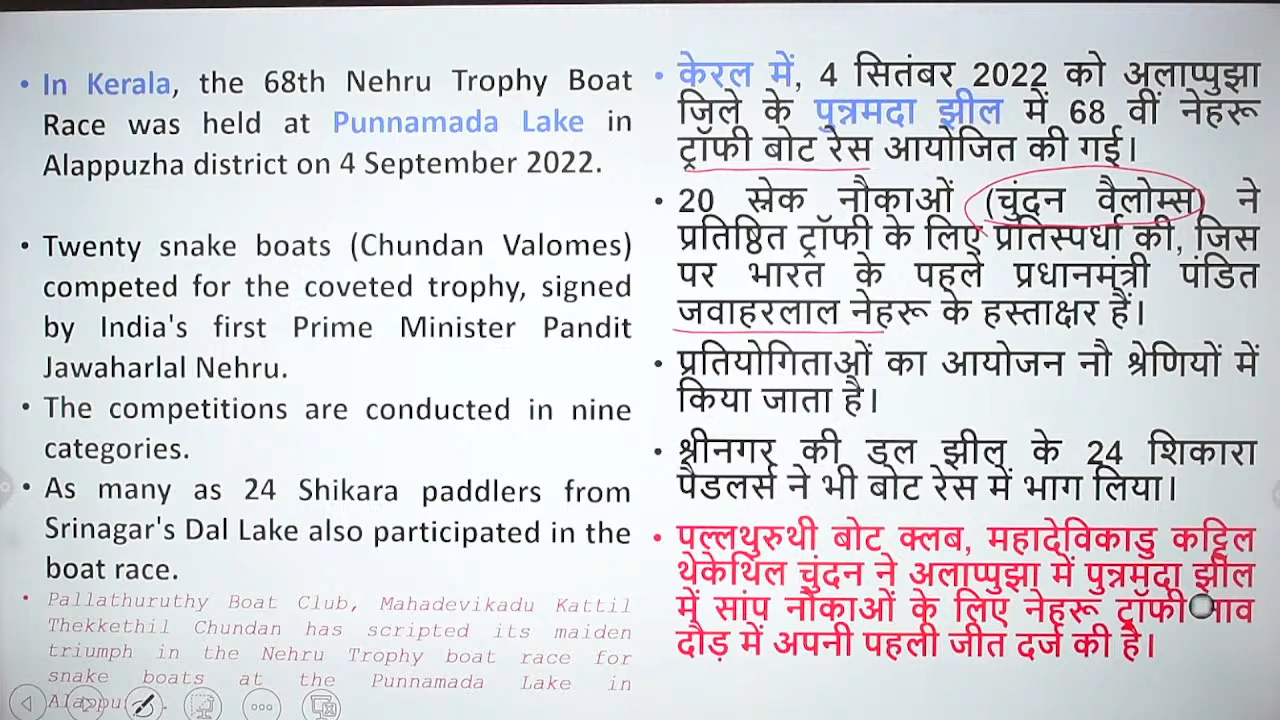 • In Kerala, the 68th Nehru Trophy Boat
Race was held at Punnamada Lake in
Alappuzha district on 4 September 2022.
• Twenty snake boats (Chundan Valomes)
competed for the coveted trophy, signed
by India's first Prime Minister Pandit
Jawaharlal Nehru.
• The competitions are conducted in nine
categories.
• As many as 24 Shikara paddlers from
Srinagar's Dal Lake also participated in the
boat race.
• Pallathuruthy Boat Club, Mahadevikadu Kattil
Thekkethil Chundan has scripted its maiden
triumph in the Nehru Trophy boat race for
snake boats at the Punnamada Lake in
• केरल में, 4 सितंबर 2022 को अलाप्पुझा
जिले के पुन्नमदा झील में 68 वीं नेहरू
ट्रॉफी बोट रेस आयोजित की गई।
• 20 स्नेक नौकाओं (चुंदन वैलोम्स) ने
प्रतिष्ठित ट्रॉफी के लिए प्रतिस्पर्धा की, जिस
पर भारत के पहले प्रधानमंत्री पंडित
जवाहरलाल नेहरू के हस्ताक्षर हैं।
• प्रतियोगिताओं का आयोजन नौ श्रेणियों में
किया जाता है।
• श्रीनगर की डल झील के 24 शिकारा
पैडलर्स ने भी बोट रेस में भाग लिया।
• पल्लथुरुथी बोट क्लब, महादेविकाडु कट्टिल
थेकेथिल चुंदन ने अलाप्पुझा में पुन्नमदा झील
में सांप नौकाओं के लिए नेहरू ट्रॉफी
दौड़ में अपनी पहली जीत दर्ज की है।